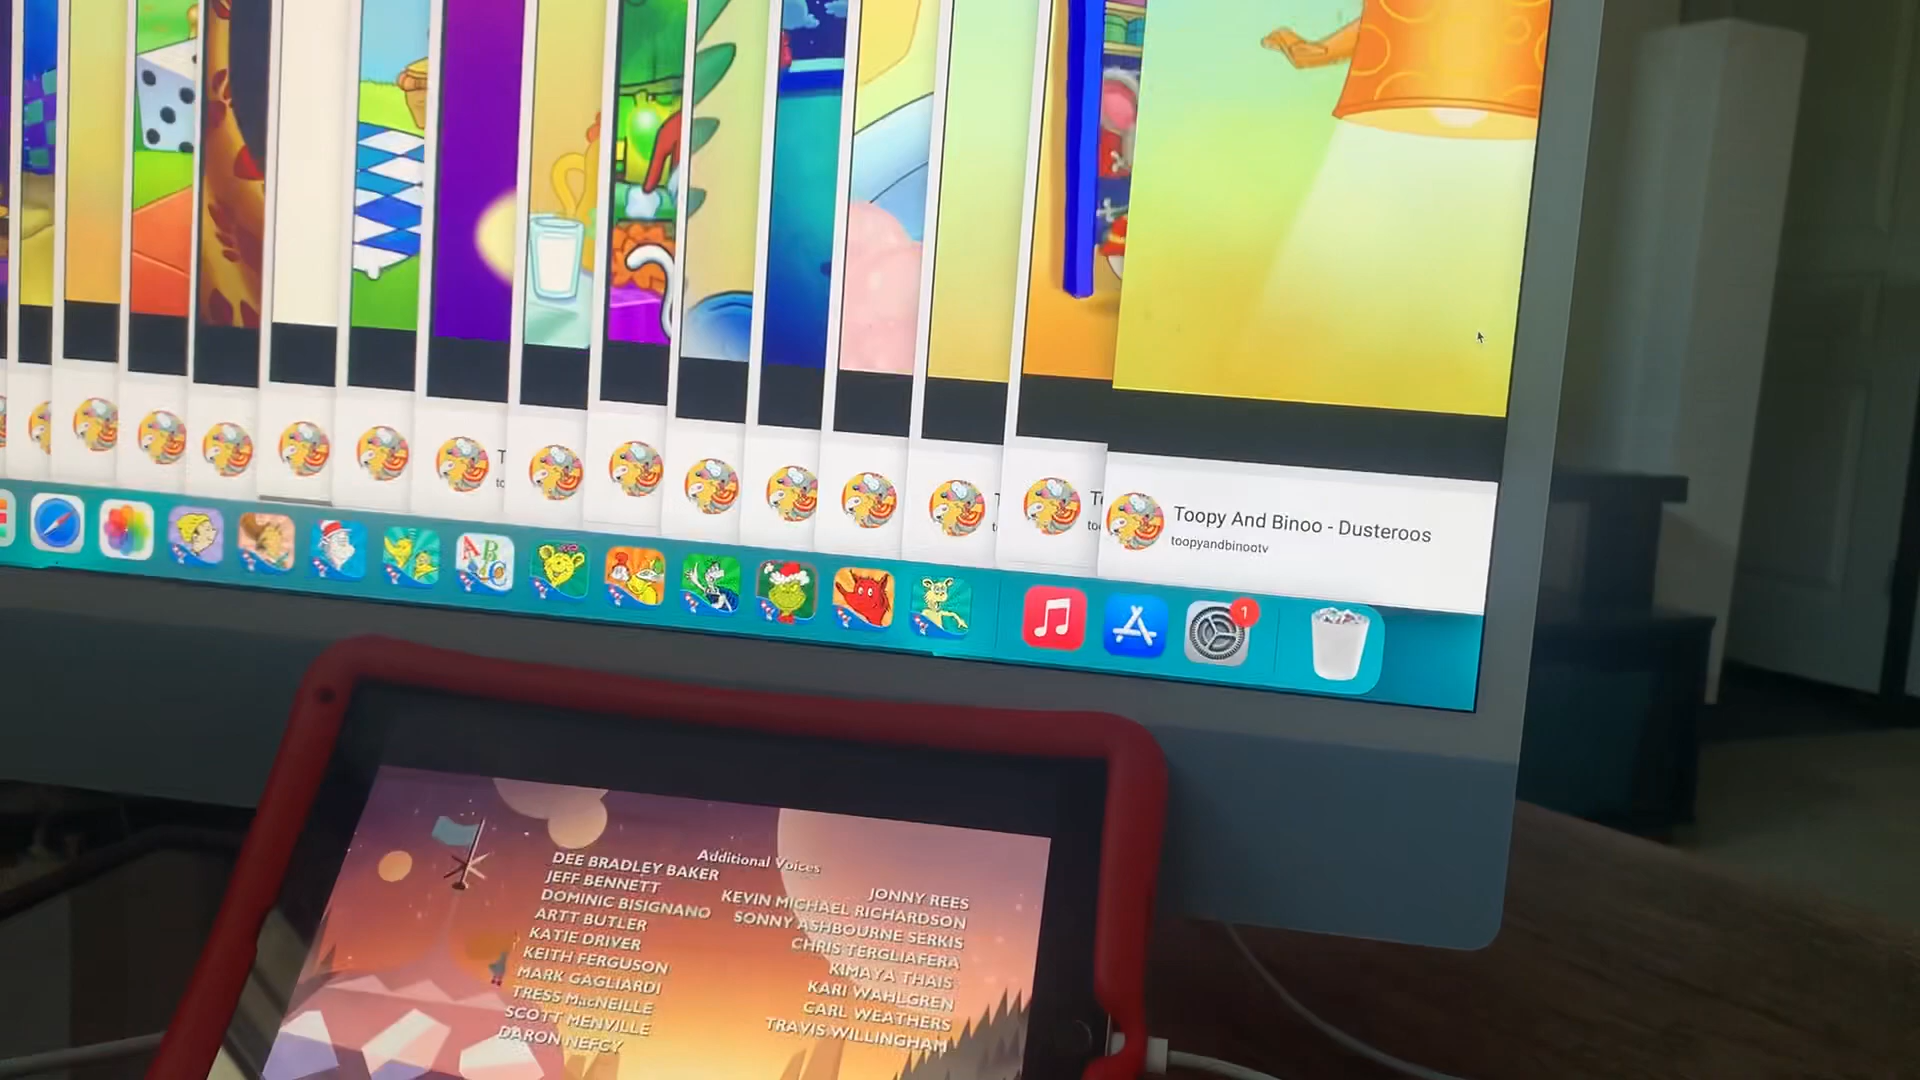 Toopy And Binoo - Dusteroos
toopyandbinootv
ABC
1
Additional Voices
DEE BRADLEY BAKER
JEFF BENNETT
DOMINIC BISIGNANO
ARTT BUTLER
KATIE DRIVER
KEITH FERGUSON
MARK GAGLIARDI
TRESS MacNEILLE
SCOTT MENVILLE
DARON NEFCY
JONNY REES
KEVIN MICHAEL RICHARDSON
SONNY ASHBOURNE SERKIS
CHRIS TERGLIAFERA
KIMAYA THAIS
KARI WAHLGREN
CARL WEATHERS
TRAVIS WILLINGHAM